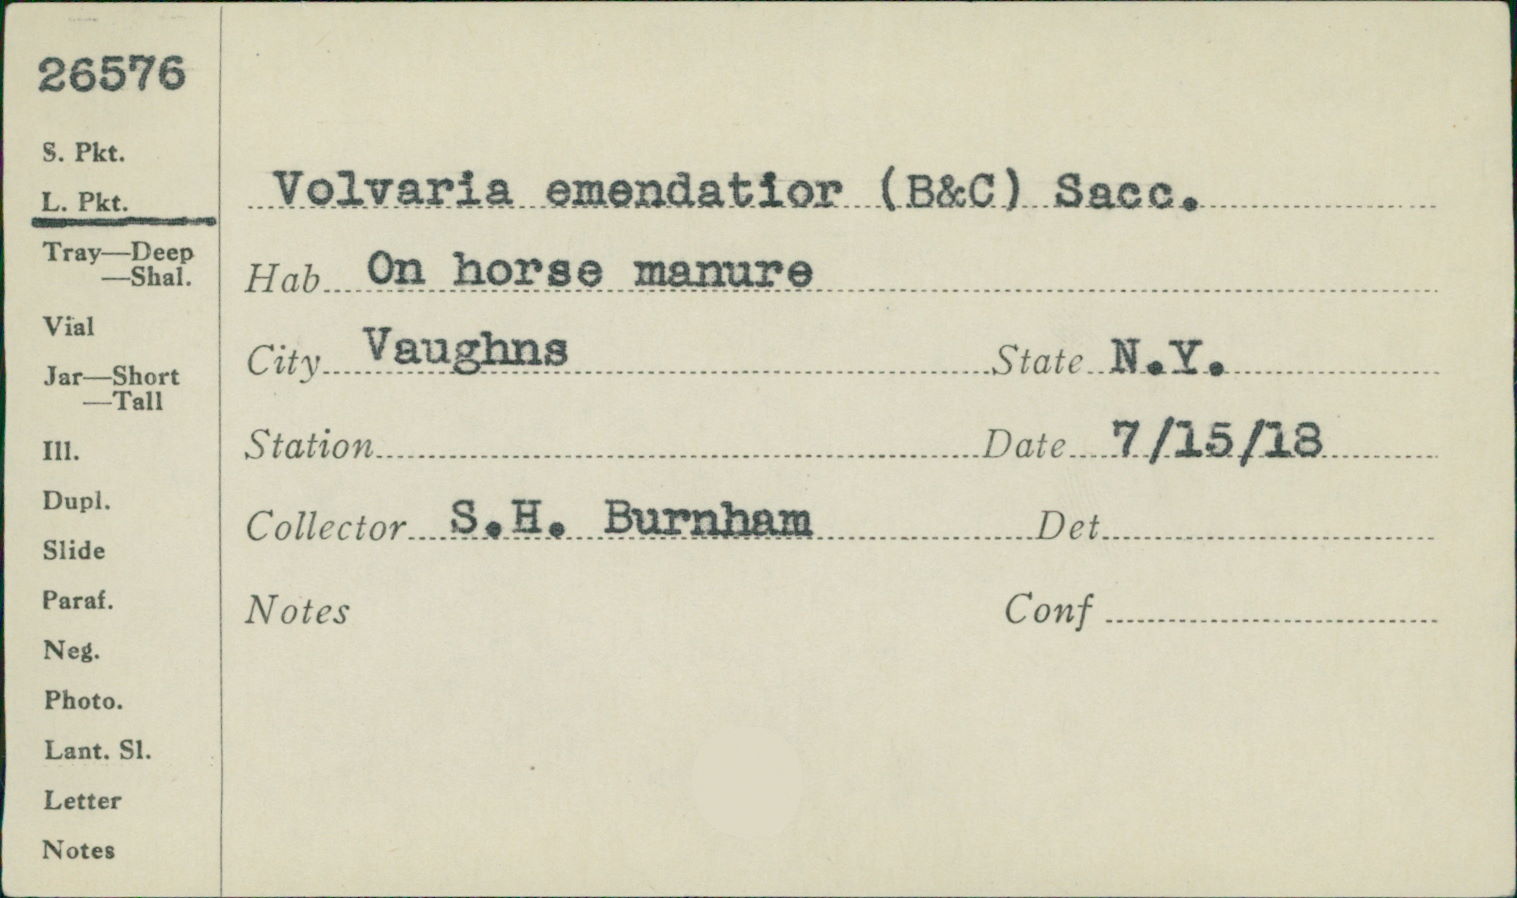 26576
S. Pkt.
L. Pkt.
Tray—Deep
—Shal.
Vial
Jar—Short
—Tall
Ill.
Dupl.
Slide
Paraf.
Neg.
Photo.
Lant. Sl.
Letter
Notes
Volvaria emendatior (B&C) Sacc.
Hab On horse manure
City Vaughns State N.Y.
Station Date 7/15/18
Collector S.H. Burnham Det
Notes Conf